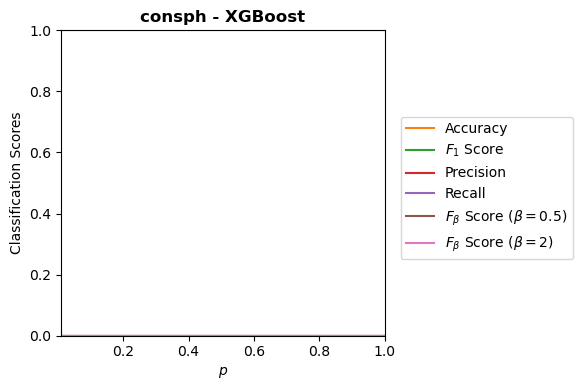 consph - XGBoost
Classification Scores
1.0
0.8
0.6
0.4
0.2
0.0
0.2
0.4
0.6
0.8
1.0
p
Accuracy
F₁ Score
Precision
Recall
Fᵦ Score (β = 0.5)
Fᵦ Score (β = 2)